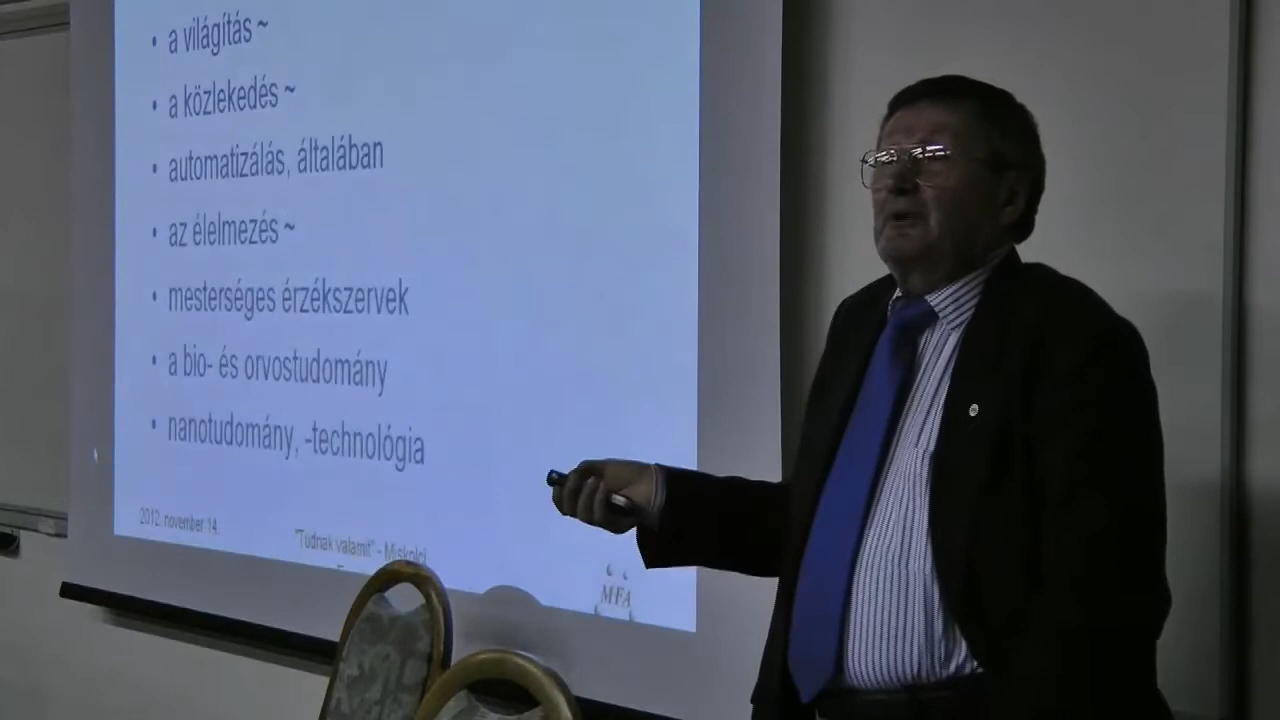 • a világítás ~
• a közlekedés ~
• automatizálás, általában
• az élelmezés ~
• mesterséges érzékszervek
• a bio- és orvostudomány
• nanotudomány, -technológia
2012. november 14.
"Tudnak valamit" - Miskolci
MFA